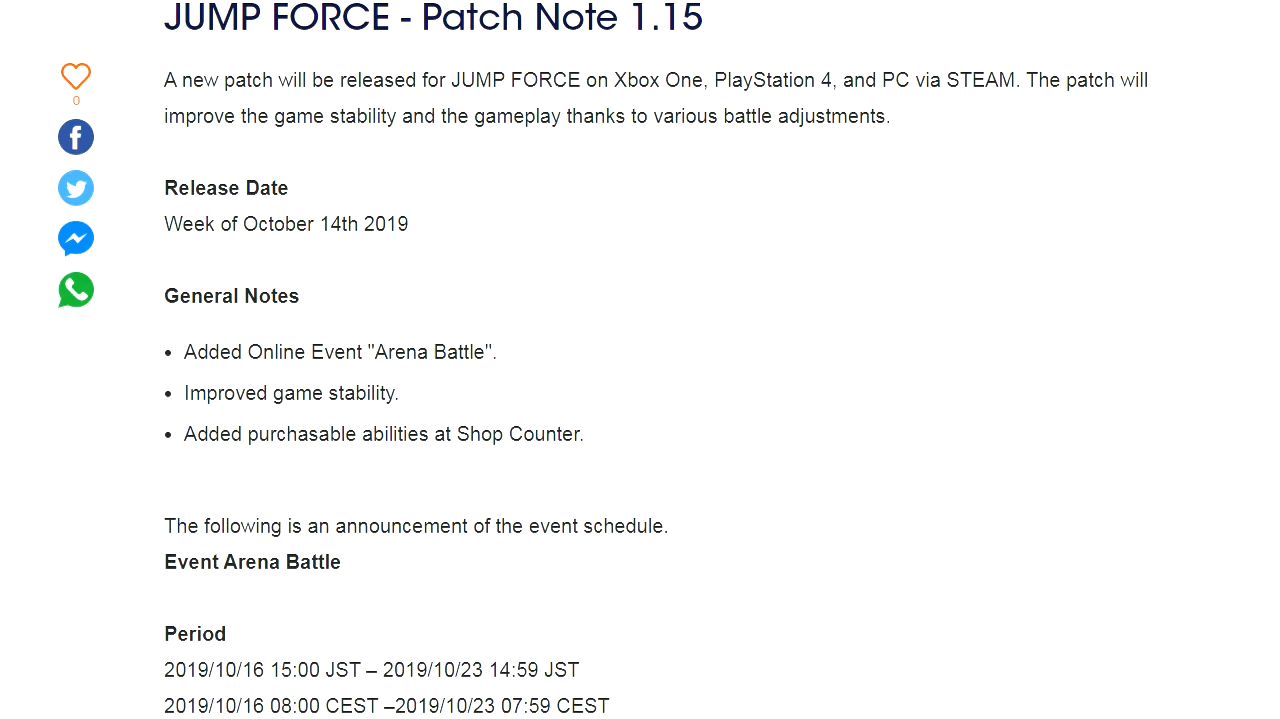 JUMP FORCE - Patch Note 1.15
A new patch will be released for JUMP FORCE on Xbox One, PlayStation 4, and PC via STEAM. The patch will
improve the game stability and the gameplay thanks to various battle adjustments.
0
Release Date
Week of October 14th 2019
General Notes
• Added Online Event "Arena Battle".
• Improved game stability.
• Added purchasable abilities at Shop Counter.
The following is an announcement of the event schedule.
Event Arena Battle
Period
2019/10/16 15:00 JST – 2019/10/23 14:59 JST
2019/10/16 08:00 CEST –2019/10/23 07:59 CEST